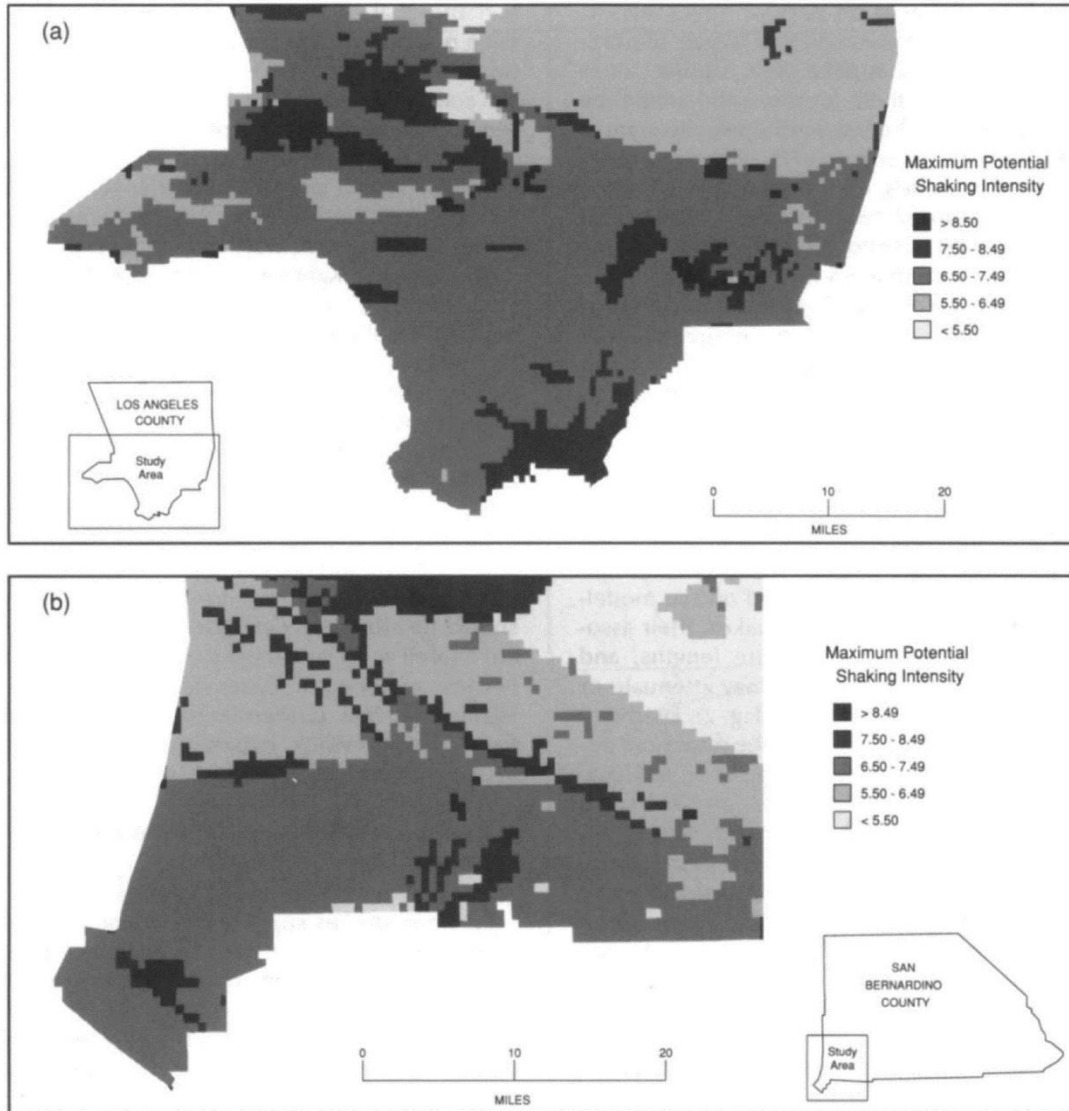 (a)
Maximum Potential
Shaking Intensity
> 8.50
7.50 - 8.49
6.50 - 7.49
5.50 - 6.49
< 5.50
LOS ANGELES
COUNTY
Study
Area
0 10 20
MILES
(b)
Maximum Potential
Shaking Intensity
> 8.49
7.50 - 8.49
6.50 - 7.49
5.50 - 6.49
< 5.50
SAN
BERNARDINO
COUNTY
Study
Area
0 10 20
MILES